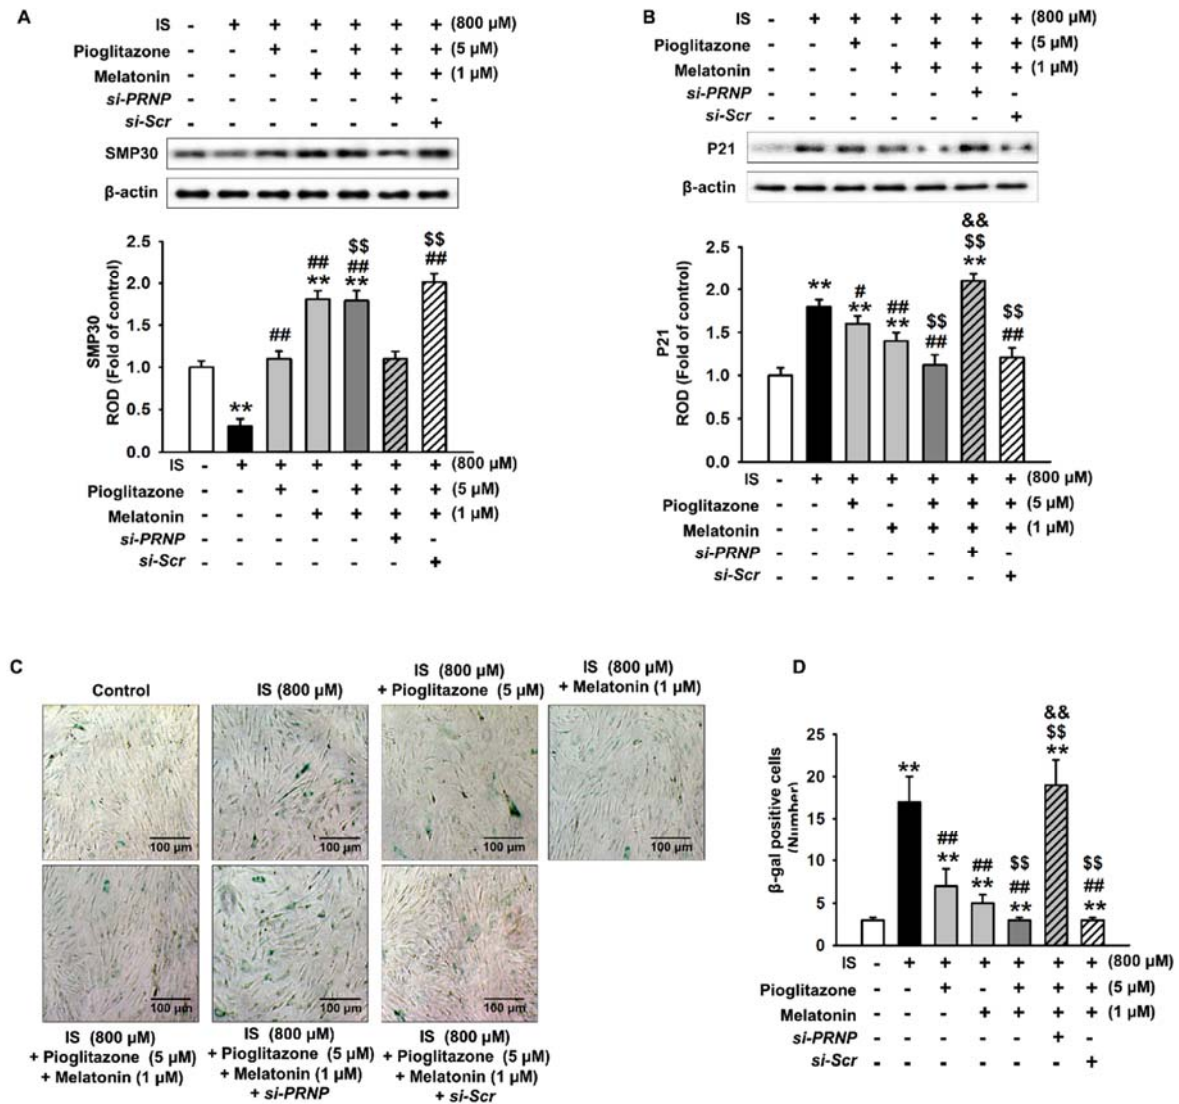 A
IS - + + + + + + (800 µM)
Pioglitazone - - + - + + + (5 µM)
Melatonin - - - + + + + (1 µM)
si-PRNP - - - - - + -
si-Scr - - - - - - +
SMP30
β-actin
SMP30
ROD (Fold of control)
2.5
2.0
1.5
1.0
0.5
0.0
**
##
##
**
$$
##
**
$$
##
IS - + + + + + + (800 µM)
Pioglitazone - - + - + + + (5 µM)
Melatonin - - - + + + + (1 µM)
si-PRNP - - - - - + -
si-Scr - - - - - - +
B
IS - + + + + + + (800 µM)
Pioglitazone - - + - + + + (5 µM)
Melatonin - - - + + + + (1 µM)
si-PRNP - - - - - + -
si-Scr - - - - - - +
P21
β-actin
P21
ROD (Fold of control)
2.5
2.0
1.5
1.0
0.5
0.0
**
#
**
##
**
$$
##
&&
$$
**
$$
##
IS - + + + + + + (800 µM)
Pioglitazone - - + - + + + (5 µM)
Melatonin - - - + + + + (1 µM)
si-PRNP - - - - - + -
si-Scr - - - - - - +
C
Control
IS (800 µM)
IS (800 µM)
+ Pioglitazone (5 µM)
IS (800 µM)
+ Melatonin (1 µM)
100 µm
100 µm
100 µm
100 µm
100 µm
100 µm
100 µm
IS (800 µM)
+ Pioglitazone (5 µM)
+ Melatonin (1 µM)
IS (800 µM)
+ Pioglitazone (5 µM)
+ Melatonin (1 µM)
+ si-PRNP
IS (800 µM)
+ Pioglitazone (5 µM)
+ Melatonin (1 µM)
+ si-Scr
D
β-gal positive cells
(Number)
25
20
15
10
5
0
**
##
**
##
**
$$
##
**
&&
$$
**
$$
##
**
IS - + + + + + + (800 µM)
Pioglitazone - - + - + + + (5 µM)
Melatonin - - - + + + + (1 µM)
si-PRNP - - - - - + -
si-Scr - - - - - - +